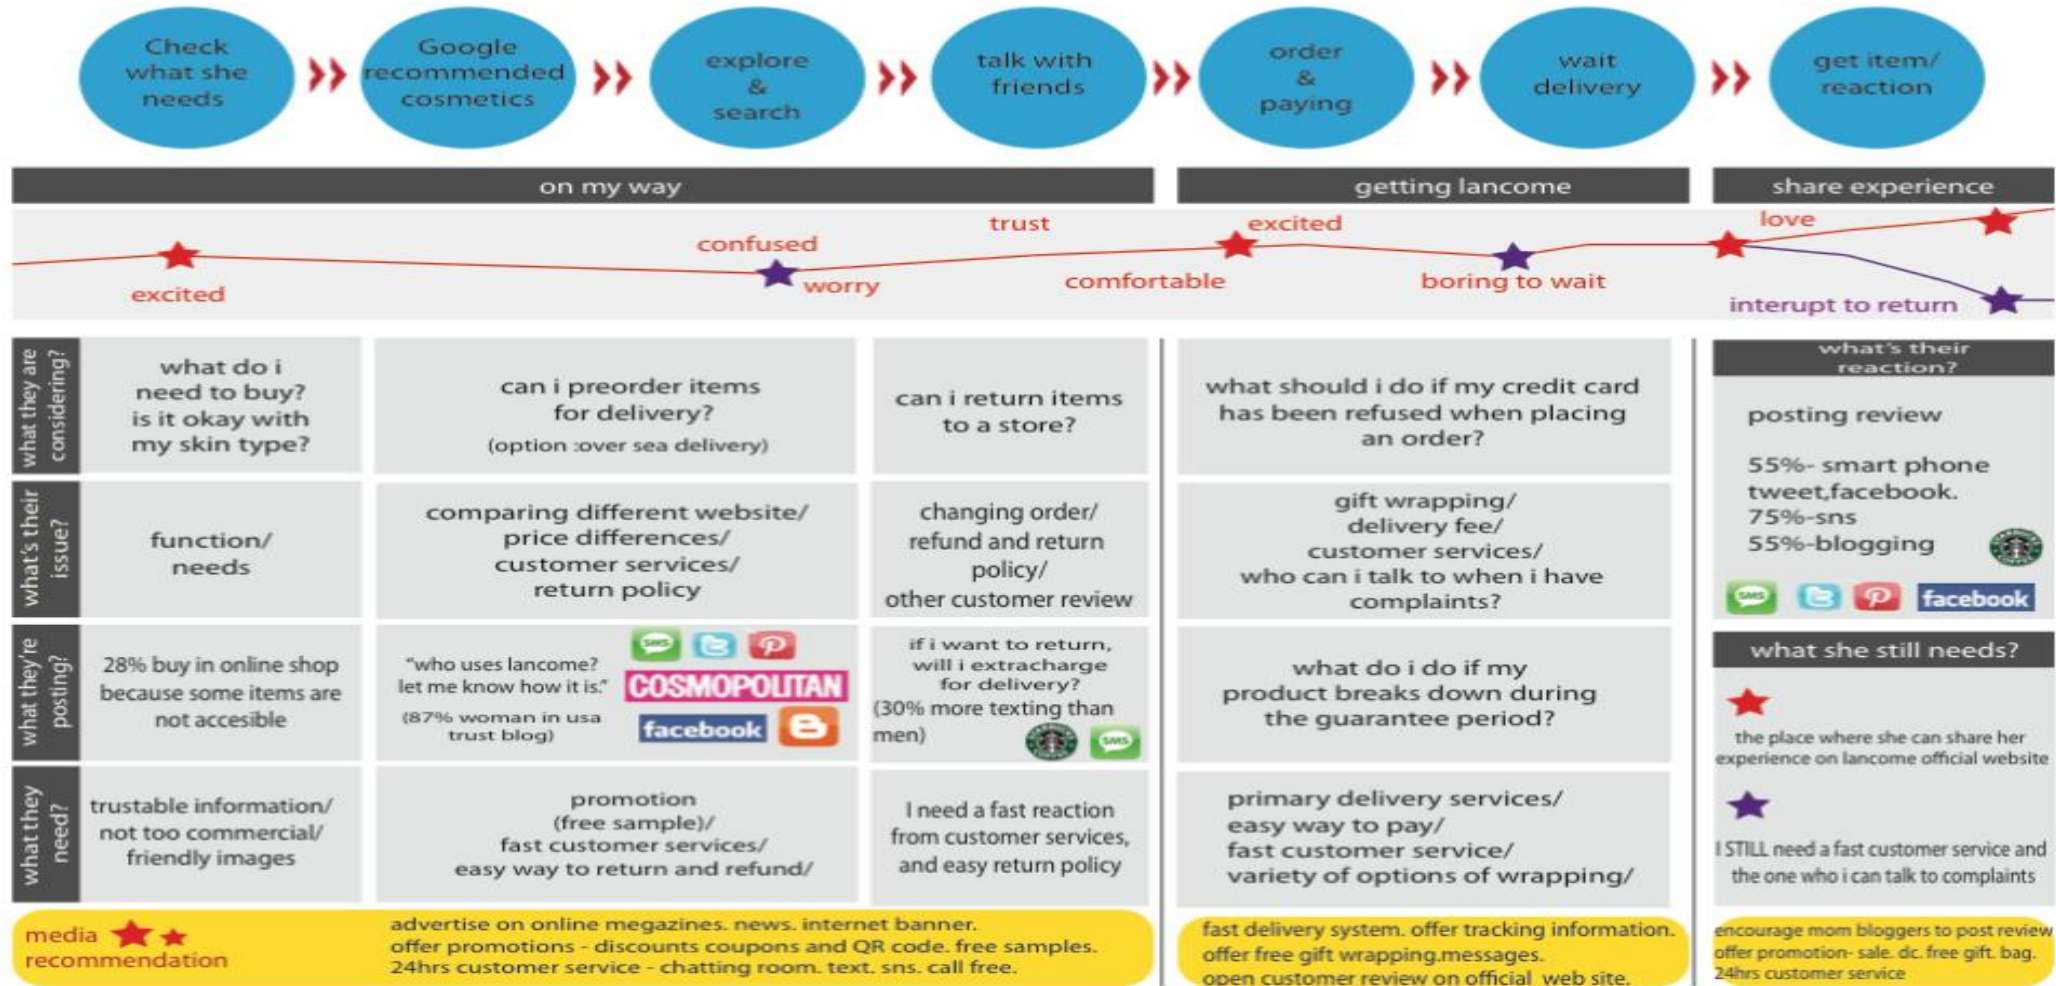 Check
what she
needs
Google
recommended
cosmetics
explore
&
search
talk with
friends
order
&
paying
wait
delivery
get item/
reaction
on my way
getting lancome
share experience
excited
confused
worry
trust
comfortable
excited
boring to wait
love
interupt to return
what they are
considering?
what do i
need to buy?
is it okay with
my skin type?
can i preorder items
for delivery?
(option :over sea delivery)
can i return items
to a store?
what should i do if my credit card
has been refused when placing
an order?
what's their
issue?
function/
needs
comparing different website/
price differences/
customer services/
return policy
changing order/
refund and return
policy/
other customer review
gift wrapping/
delivery fee/
customer services/
who can i talk to when i have
complaints?
what they're
posting?
28% buy in online shop
because some items are
not accesible
"who uses lancome?
let me know how it is."
(87% woman in usa
trust blog)
SMS
COSMOPOLITAN
facebook
if i want to return,
will i extracharge
for delivery?
(30% more texting than
men)
SMS
what do i do if my
product breaks down during
the guarantee period?
what they
need?
trustable information/
not too commercial/
friendly images
promotion
(free sample)/
fast customer services/
easy way to return and refund/
I need a fast reaction
from customer services,
and easy return policy
primary delivery services/
easy way to pay/
fast customer service/
variety of options of wrapping/
what's their
reaction?
posting review
55%- smart phone
tweet,facebook.
75%-sns
55%-blogging
SMS
facebook
what she still needs?
the place where she can share her
experience on lancome official website
I STILL need a fast customer service and
the one who i can talk to complaints
media
recommendation
advertise on online megazines. news. internet banner.
offer promotions - discounts coupons and QR code. free samples.
24hrs customer service - chatting room. text. sns. call free.
fast delivery system. offer tracking information.
offer free gift wrapping.messages.
open customer review on official web site.
encourage mom bloggers to post review
offer promotion- sale. dc. free gift. bag.
24hrs customer service